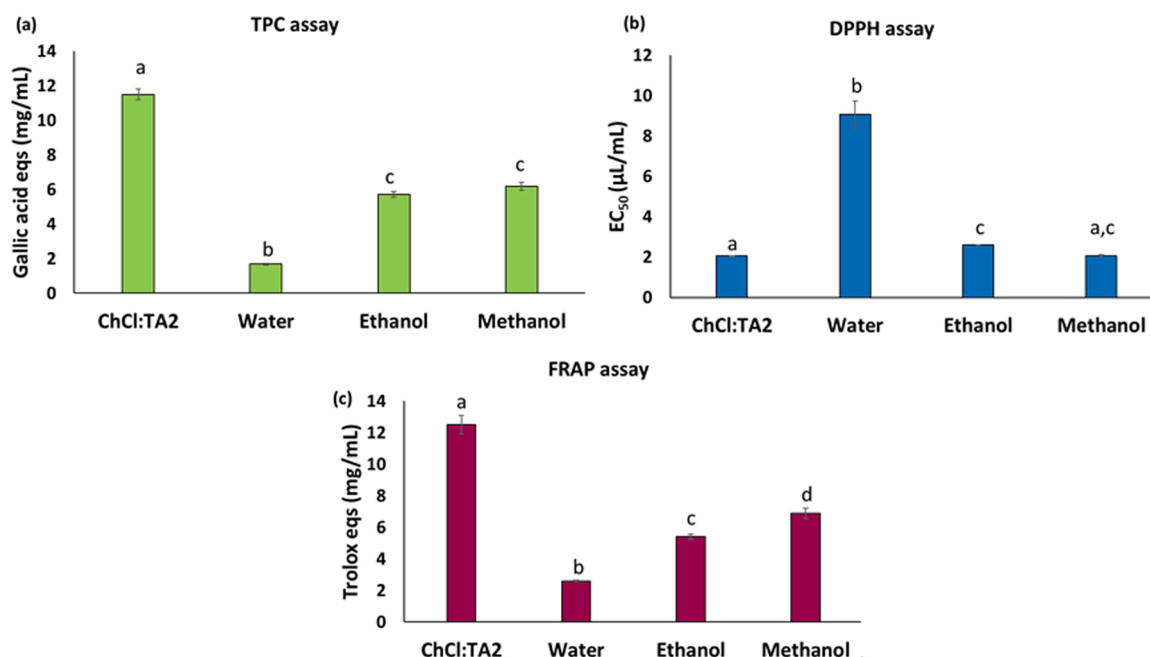 (a)
TPC assay
Gallic acid eqs (mg/mL)
14
12
10
8
6
4
2
0
a
b
c
c
ChCl:TA2 Water Ethanol Methanol
(b)
DPPH assay
EC50 (µL/mL)
12
10
8
6
4
2
0
a
b
c
a,c
ChCl:TA2 Water Ethanol Methanol
FRAP assay
(c)
Trolox eqs (mg/mL)
14
12
10
8
6
4
2
0
a
b
c
d
ChCl:TA2 Water Ethanol Methanol